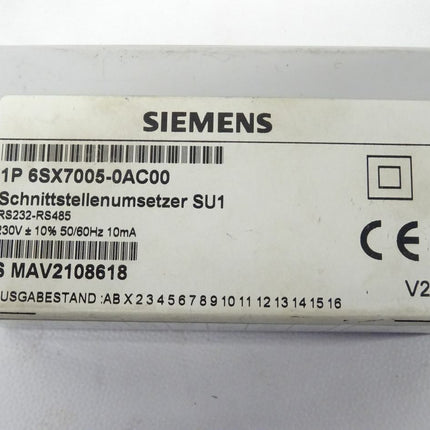 SIEMENS
1P 6SX7005-0AC00
Schnittstellenumsetzer SU1
RS232-RS485
230V ± 10% 50/60Hz 10mA
CE
S MAV2108618
V2
USGABESTAND :AB X 2 3 4 5 6 7 8 9 10 11 12 13 14 15 16